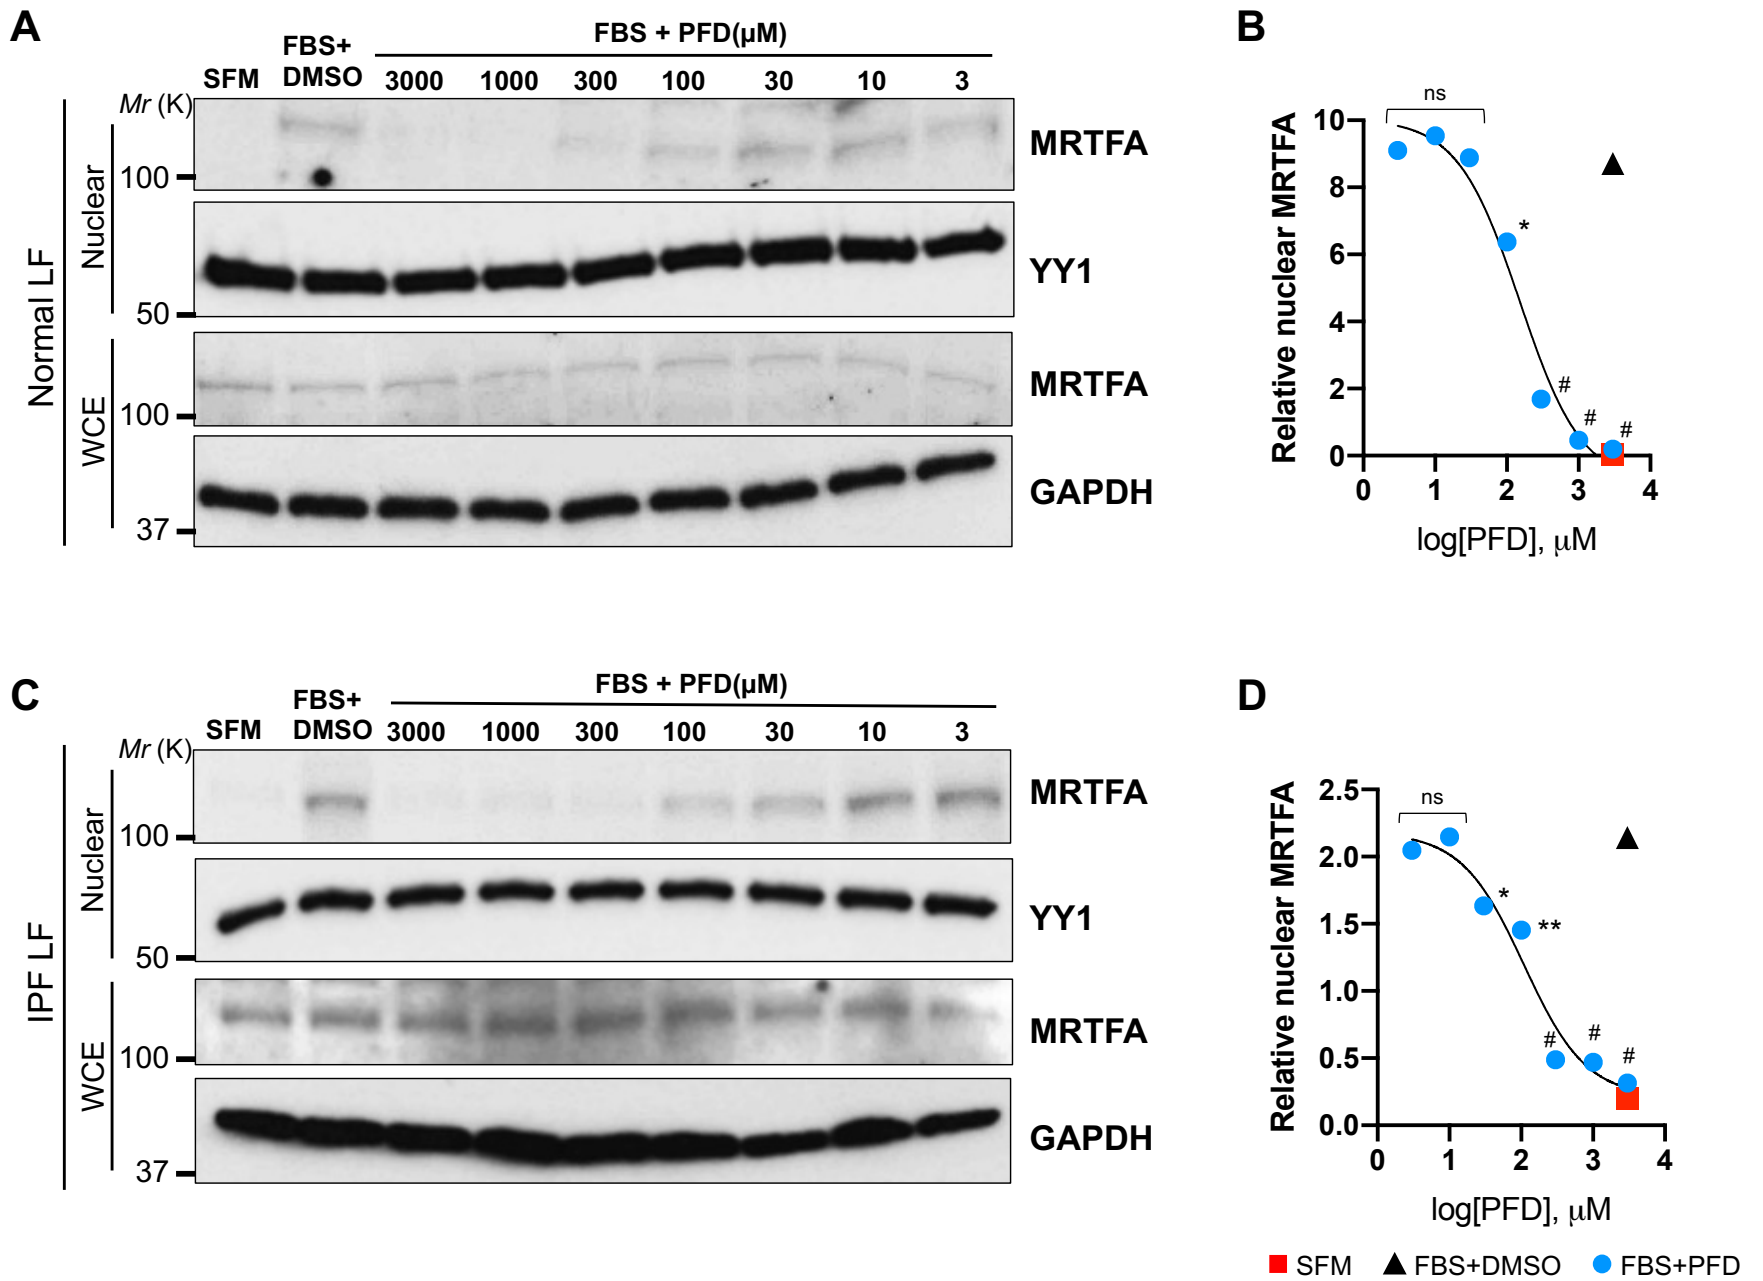 A
FBS + PFD(μM)
FBS+
DMSO
SFM
3000 1000 300 100 30 10 3
Mr (K)
Normal LF
Nuclear
100
MRTFA
50
YY1
WCE
100
MRTFA
37
GAPDH
B
ns
Relative nuclear MRTFA
10
8
6
4
2
0
*
#
#
#
0 1 2 3 4
log[PFD], μM
C
FBS + PFD(μM)
FBS+
DMSO
SFM
3000 1000 300 100 30 10 3
Mr (K)
IPF LF
Nuclear
100
MRTFA
50
YY1
WCE
100
MRTFA
37
GAPDH
D
ns
Relative nuclear MRTFA
2.5
2.0
1.5
1.0
0.5
0.0
*
**
#
#
#
0 1 2 3 4
log[PFD], μM
SFM FBS+DMSO FBS+PFD